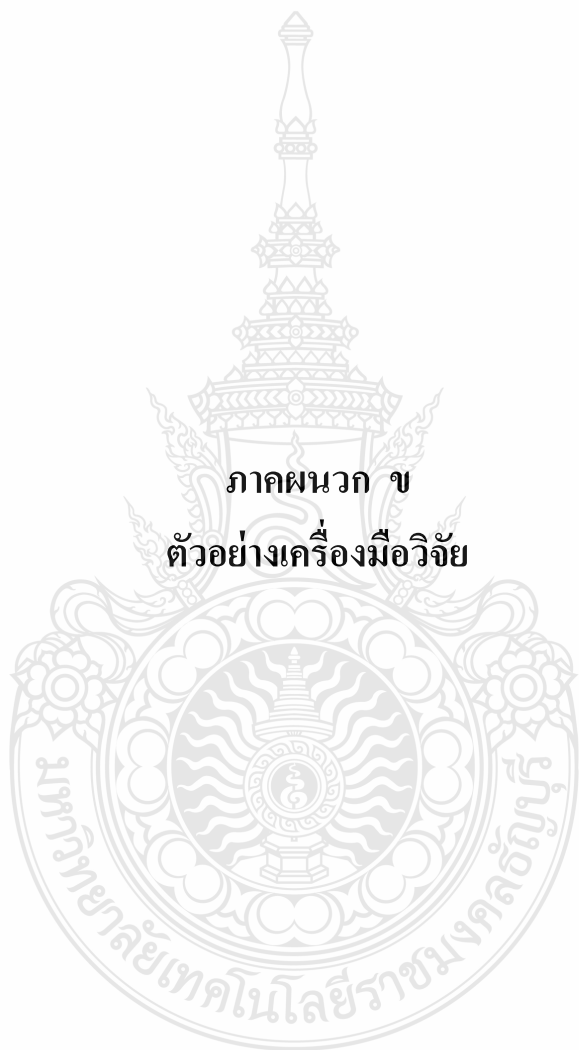 ภาคผนวก ข
ตัวอย่างเครื่องมือวิจัย
มหาวิทยาลัยเทคโนโลยีราชมงคลธัญบุรี